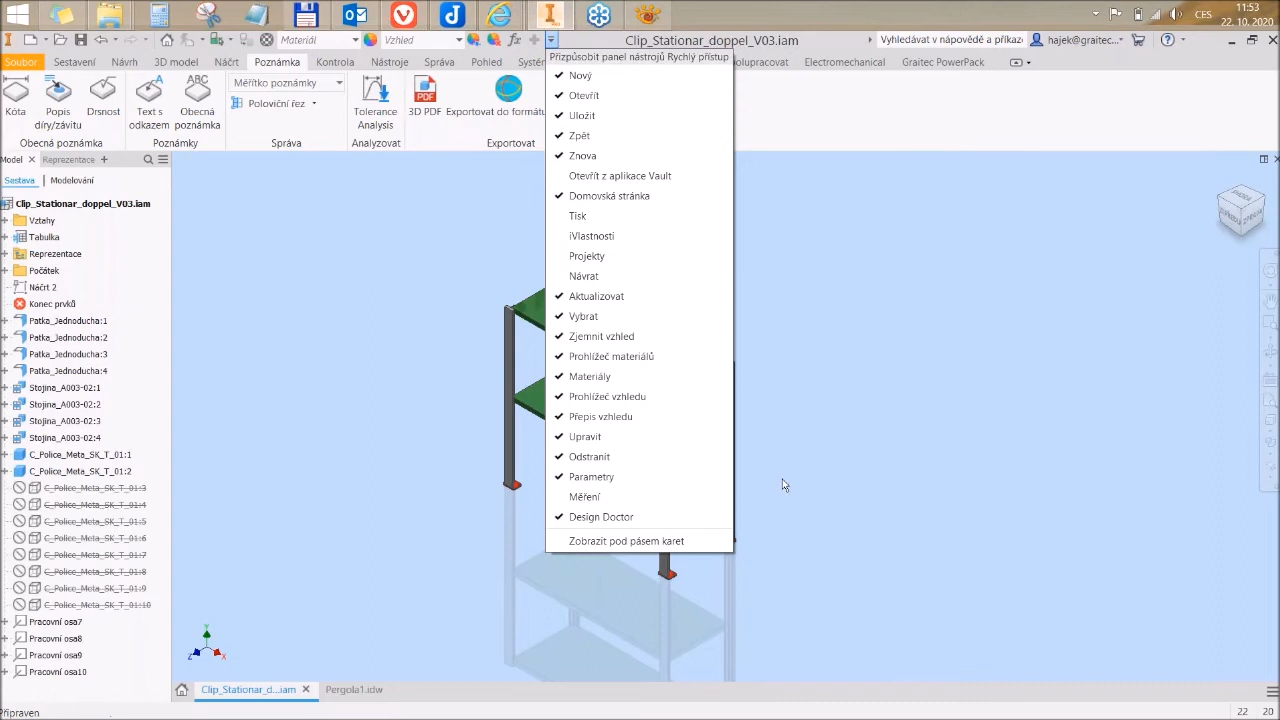 11:53
CES
22. 10. 2020
Materiál
Vzhled
Clip_Stationar_doppel_V03.iam
Vyhledávat v nápovědě a příkaze
hajek@graitec...
Soubor Sestavení Návrh 3D model Náčrt Poznámky Kontrola Nástroje Správa Pohled
olupracovat Electromechanical Graitec PowerPack
Kóta
Popis
díry/závitu
Drsnost
Text s
odkazem
Obecná
poznámka
Měřítko poznámky
Poloviční řez
Tolerance
Analysis
3D PDF
PDF
Exportovat do formátu
Obecná poznámka Poznámky Správa Analyzovat Exportovat
Přizpůsobit panel nástrojů Rychlý přístup
Nový
Otevřít
Uložit
Zpět
Znova
Otevřít z aplikace Vault
Domovská stránka
Tisk
iVlastnosti
Projekty
Návrat
Aktualizovat
Vybrat
Zjemnit vzhled
Prohlížeč materiálů
Materiály
Prohlížeč vzhledu
Přepis vzhledu
Upravit
Odstranit
Parametry
Měření
Design Doctor
Zobrazit pod pásem karet
Model
Reprezentace
Sestava Modelování
Clip_Stationar_doppel_V03.iam
Vztahy
Tabulka
Reprezentace
Počátek
Náčrt 2
Konec prvků
Patka_Jednoducha:1
Patka_Jednoducha:2
Patka_Jednoducha:3
Patka_Jednoducha:4
Stojina_A003-02:1
Stojina_A003-02:2
Stojina_A003-02:3
Stojina_A003-02:4
C_Police_Meta_SK_T_01:1
C_Police_Meta_SK_T_01:2
C_Police_Meta_SK_T_01:3
C_Police_Meta_SK_T_01:4
C_Police_Meta_SK_T_01:5
C_Police_Meta_SK_T_01:6
C_Police_Meta_SK_T_01:7
C_Police_Meta_SK_T_01:8
C_Police_Meta_SK_T_01:9
C_Police_Meta_SK_T_01:10
Pracovní osa7
Pracovní osa8
Pracovní osa9
Pracovní osa10
Y
Z
X
Clip_Stationar_d...iam
Pergola1.idw
Připraven
22 20